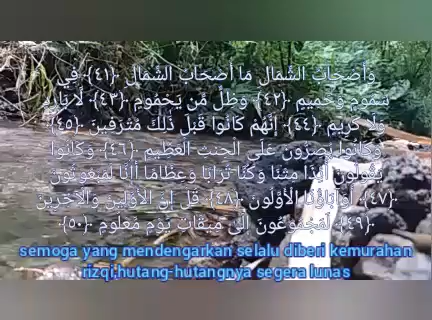 وَأَصْحَابُ الشِّمَالِ مَا أَصْحَابُ الشِّمَالِ ﴿٤١﴾ فِي
سَمُومٍ وَحَمِيمٍ ﴿٤٢﴾ وَظِلٍّ مِّن يَحْمُومٍ ﴿٤٣﴾ لَّا بَارِدٍ
وَلَا كَرِيمٍ ﴿٤٤﴾ إِنَّهُمْ كَانُوا قَبْلَ ذَٰلِكَ مُتْرَفِينَ ﴿٤٥﴾
وَكَانُوا يُصِرُّونَ عَلَى الْحِنثِ الْعَظِيمِ ﴿٤٦﴾ وَكَانُوا
يَقُولُونَ أَئِذَا مِتْنَا وَكُنَّا تُرَابًا وَعِظَامًا أَإِنَّا لَمَبْعُوثُونَ
﴿٤٧﴾ أَوَآبَاؤُنَا الْأَوَّلُونَ ﴿٤٨﴾ قُلْ إِنَّ الْأَوَّلِينَ وَالْآخِرِينَ
﴿٤٩﴾ لَمَجْمُوعُونَ إِلَىٰ مِيقَاتِ يَوْمٍ مَّعْلُومٍ ﴿٥٠﴾
semoga yang mendengarkan selalu diberi kemurahan
rizqi,hutang-hutangnya segera lunas